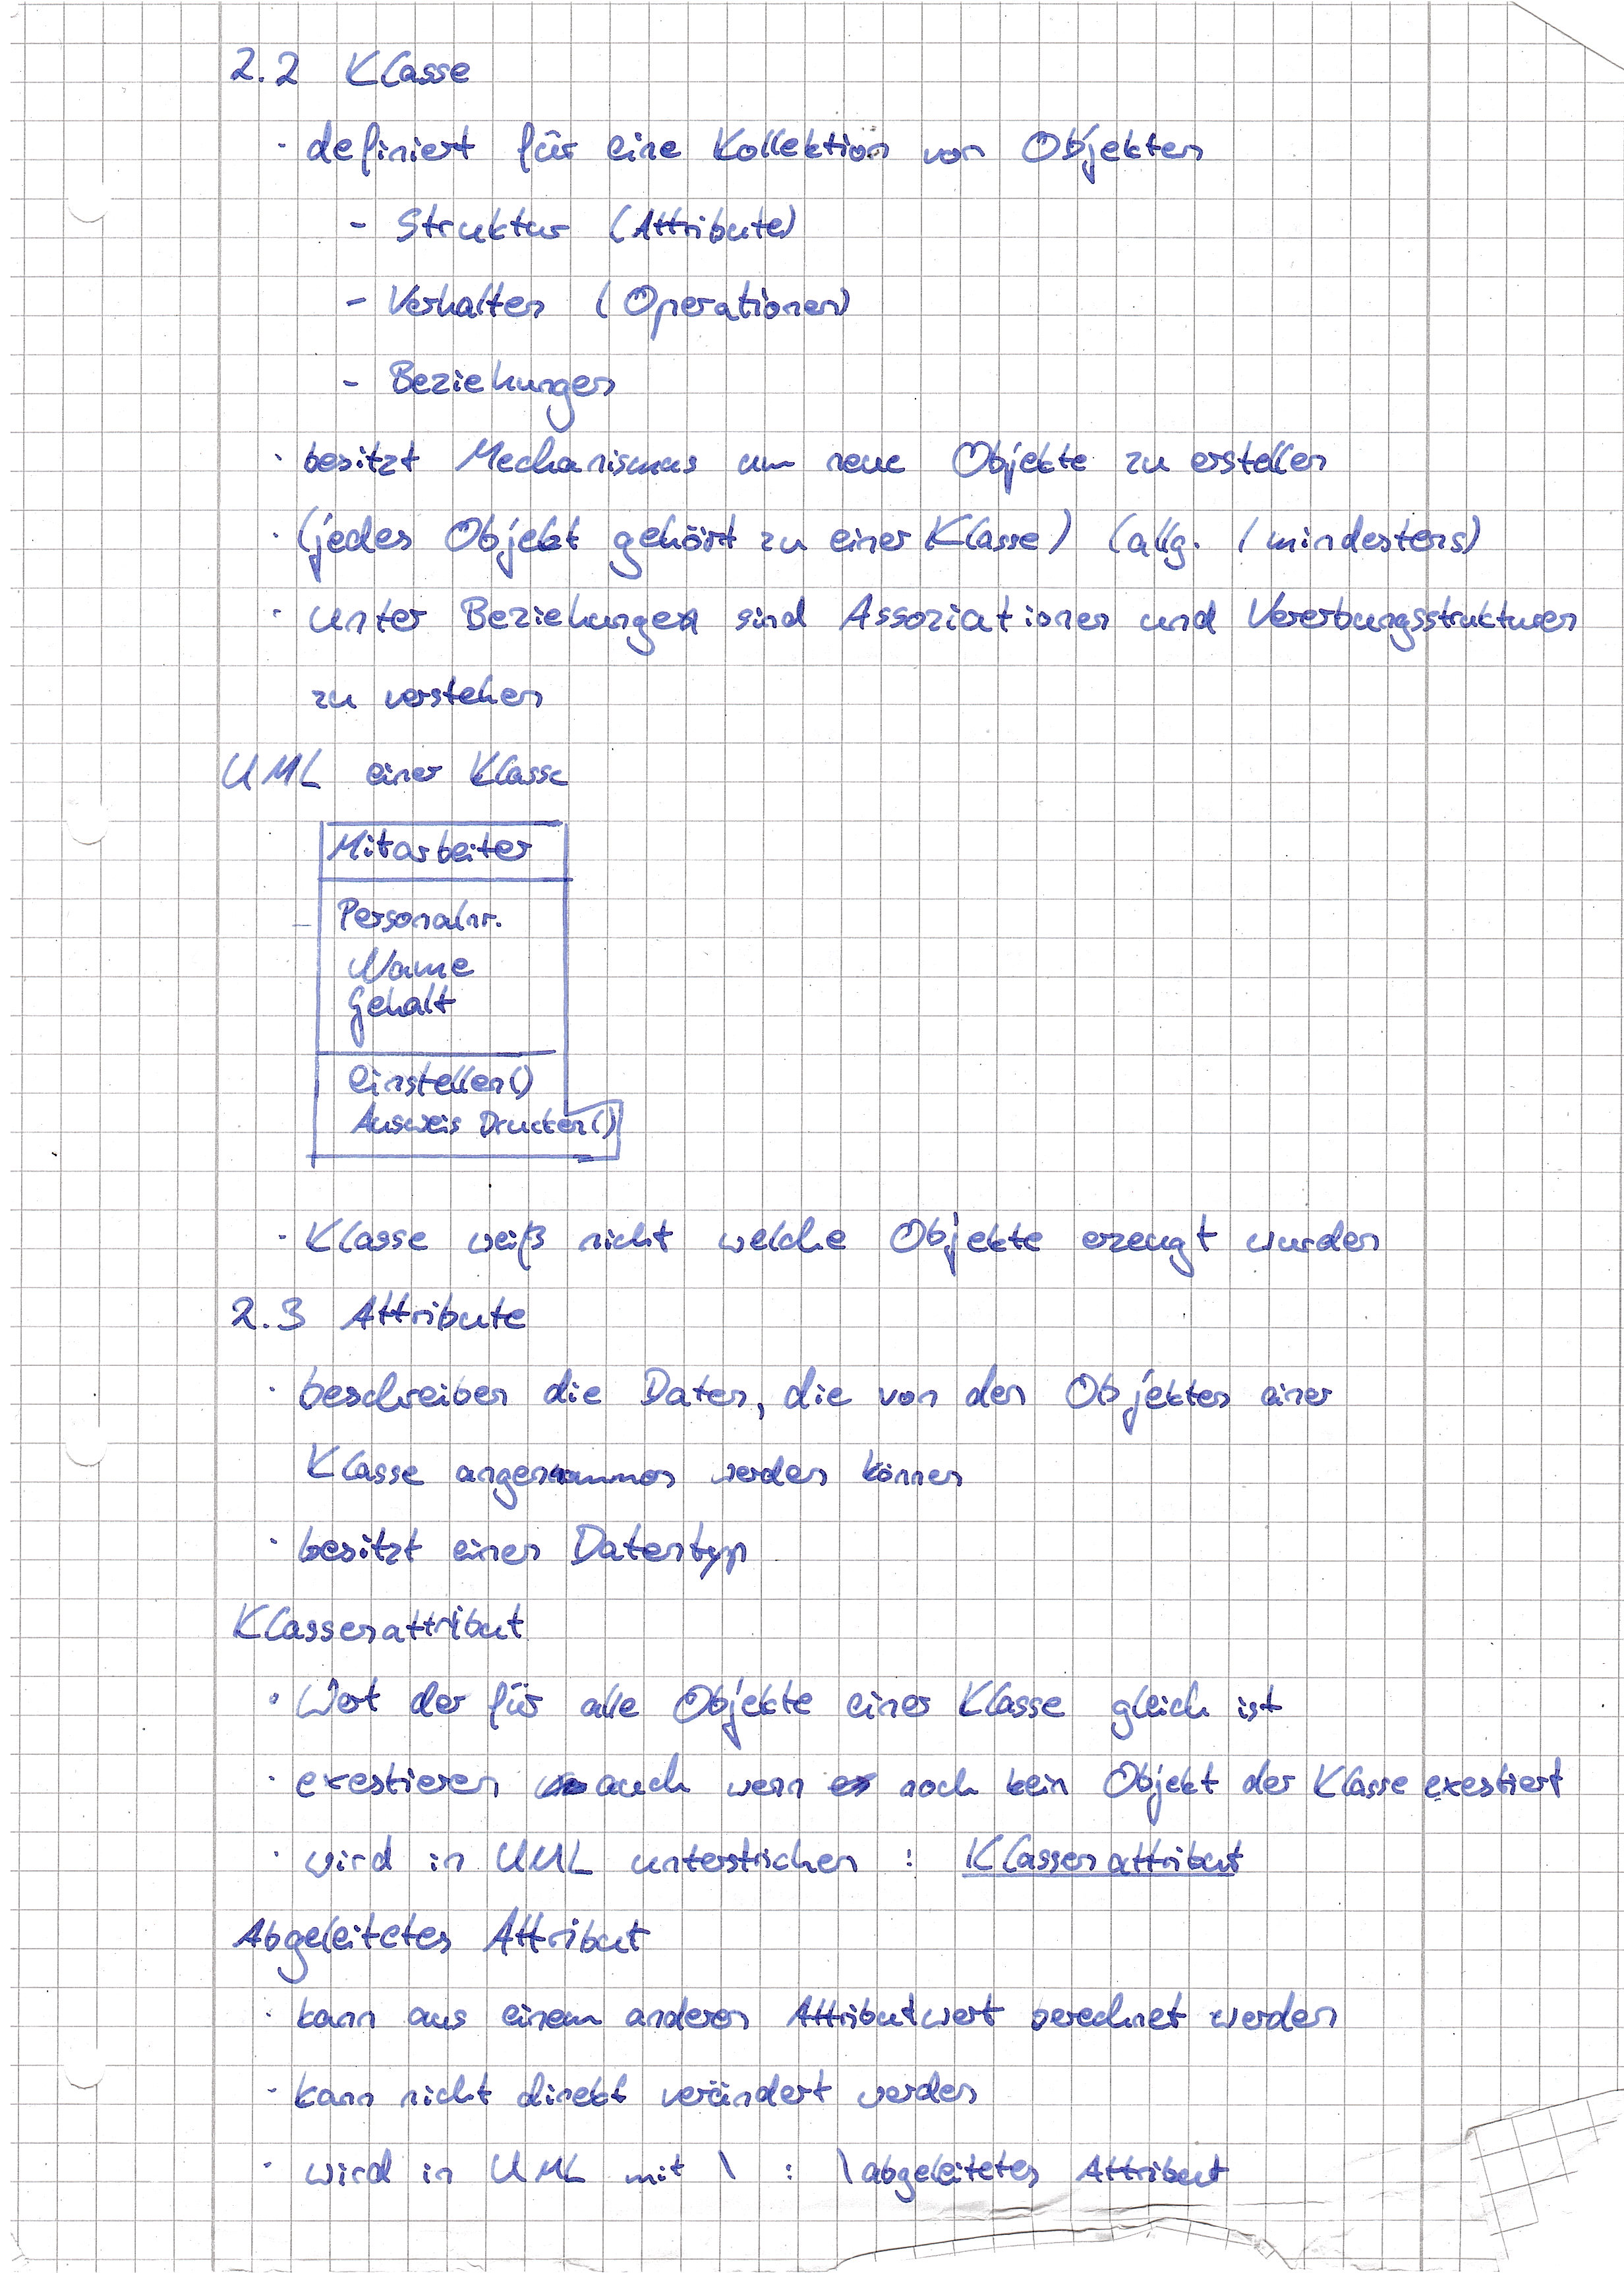 2.2 Klasse
· definiert für eine Kollektion von Objekten
- Struktur (Attribute)
- Verhalten (Operationen)
- Beziehungen
· besitzt Mechanismus um neue Objekte zu erstellen
· (jedes Objekt gehört zu einer Klasse) (allg. / mindestens)
· unter Beziehungen sind Assoziationen und Vererbungsstrukturen
zu verstehen
UML einer Klasse
Mitarbeiter
Personalnr.
Name
Gehalt
Einstellen()
Ausweis Drucken()
· Klasse weiß nicht welche Objekte erzeugt wurden
2.3 Attribute
· beschreiben die Daten, die von den Objekten einer
Klasse angenommen werden können
· besitzt einen Datentyp
Klassenattribut
· Wert der für alle Objekte einer Klasse gleich ist
· exestieren auch wenn noch kein Objekt der Klasse exestiert
· wird in UML unterstrichen : Klassenattribut
Abgeleitetes Attribut
· kann aus einem anderen Attributwert berechnet werden
· kann nicht direkt verändert werden
· wird in UML mit \ : \abgeleitetes Attribut